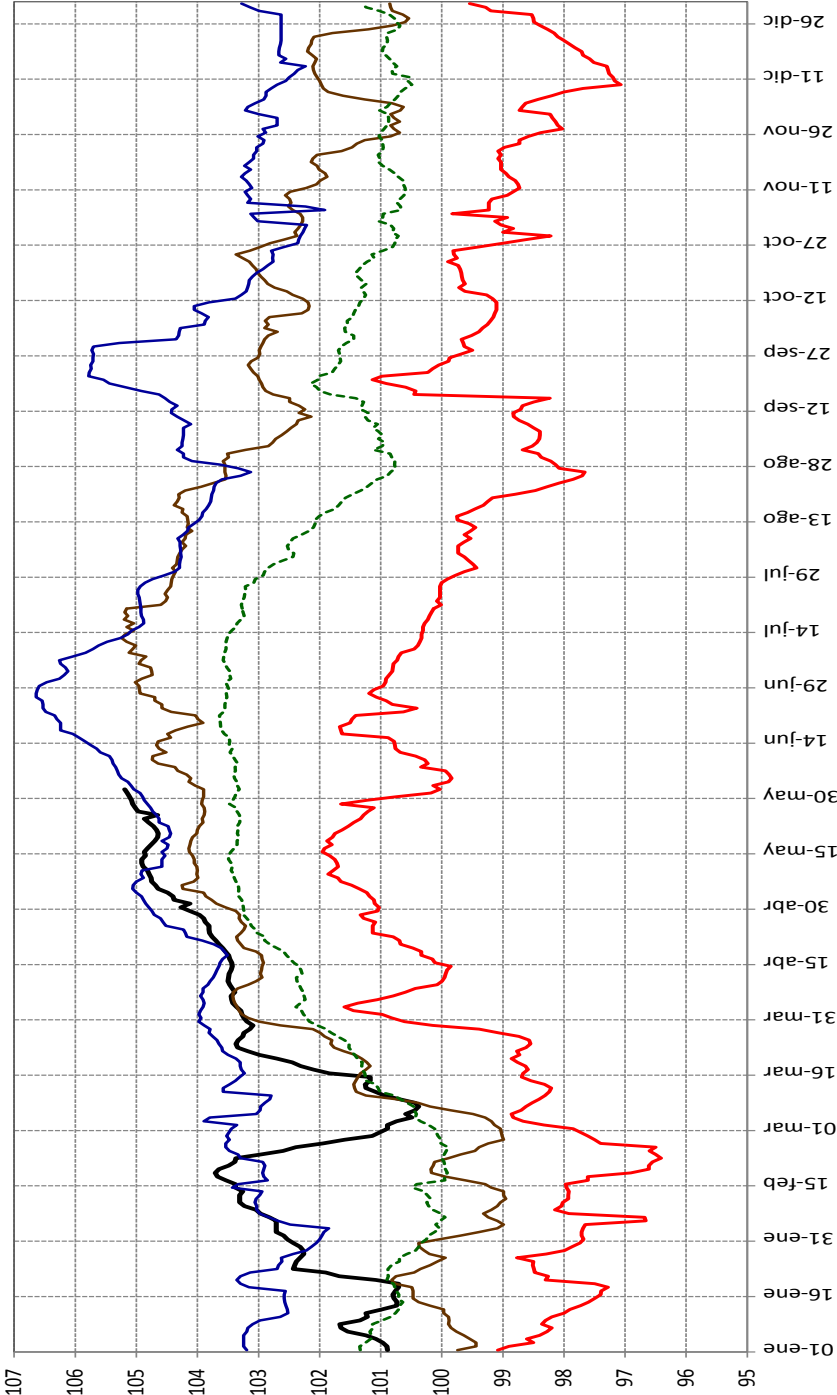 26-dic
11-dic
26-nov
11-nov
27-oct
12-oct
27-sep
12-sep
28-ago
13-ago
29-jul
14-jul
29-jun
14-jun
30-may
15-may
30-abr
15-abr
31-mar
16-mar
01-mar
15-feb
31-ene
16-ene
01-ene
107
106
105
104
103
102
101
100
99
98
97
96
95